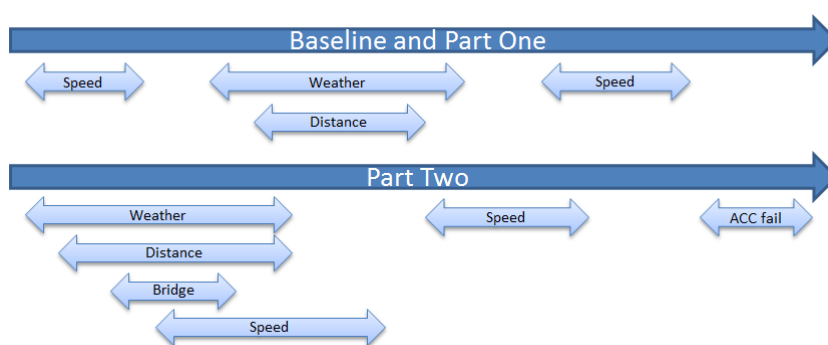 Baseline and Part One
Speed
Weather
Speed
Distance
Part Two
Weather
Speed
ACC fail
Distance
Bridge
Speed